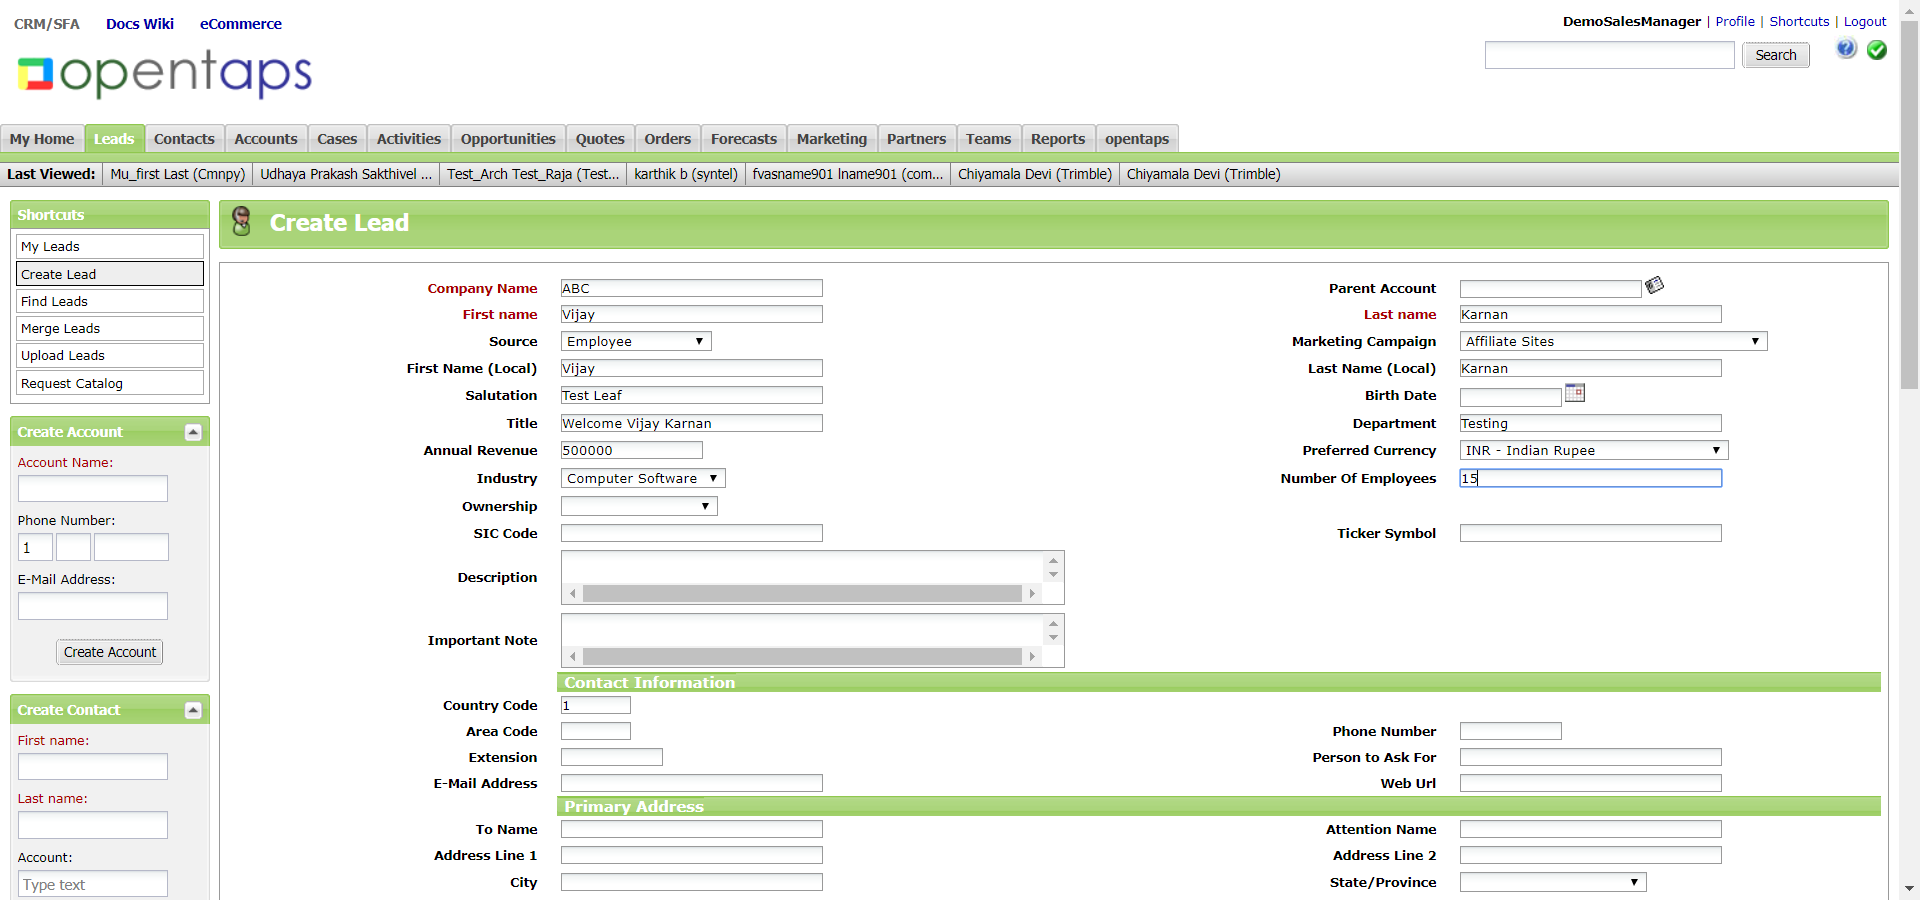 CRM/SFA Docs Wiki eCommerce
DemoSalesManager | Profile | Shortcuts | Logout
opentaps
Search
My Home Leads Contacts Accounts Cases Activities Opportunities Quotes Orders Forecasts Marketing Partners Teams Reports opentaps
Last Viewed: Mu_first Last (Cmnpy) Udhaya Prakash Sakthivel ... Test_Arch Test_Raja (Test... karthik b (syntel) fvasname901 lname901 (com... Chiyamala Devi (Trimble) Chiyamala Devi (Trimble)
Shortcuts
My Leads
Create Lead
Find Leads
Merge Leads
Upload Leads
Request Catalog
Create Account
Account Name:
Phone Number:
1
E-Mail Address:
Create Account
Create Contact
First name:
Last name:
Account:
Type text
Create Lead
Company Name ABC Parent Account
First name Vijay Last name Karnan
Source Employee Marketing Campaign Affiliate Sites
First Name (Local) Vijay Last Name (Local) Karnan
Salutation Test Leaf Birth Date
Title Welcome Vijay Karnan Department Testing
Annual Revenue 500000 Preferred Currency INR - Indian Rupee
Industry Computer Software Number Of Employees 15
Ownership
SIC Code Ticker Symbol
Description
Important Note
Contact Information
Country Code 1
Area Code Phone Number
Extension Person to Ask For
E-Mail Address Web Url
Primary Address
To Name Attention Name
Address Line 1 Address Line 2
City State/Province